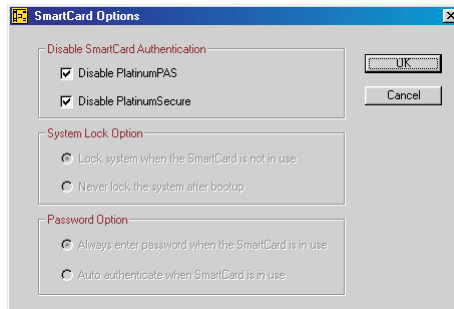 SmartCard Options
Disable SmartCard Authentication
Disable PlatinumPAS
Disable PlatinumSecure
OK
Cancel
System Lock Option
Lock system when the SmartCard is not in use
Never lock the system after bootup
Password Option
Always enter password when the SmartCard is in use
Auto authenticate when SmartCard is in use